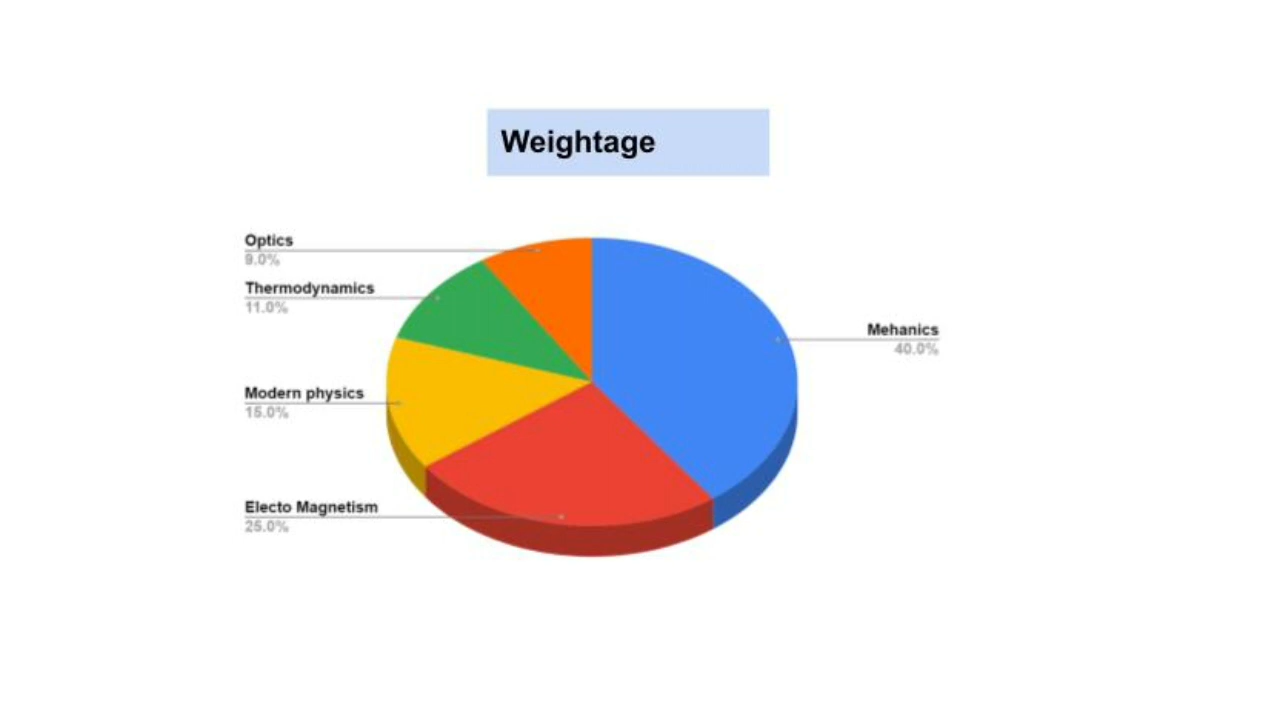 Weightage
Optics
9.0%
Thermodynamics
11.0%
Mehanics
40.0%
Modern physics
15.0%
Electo Magnetism
25.0%